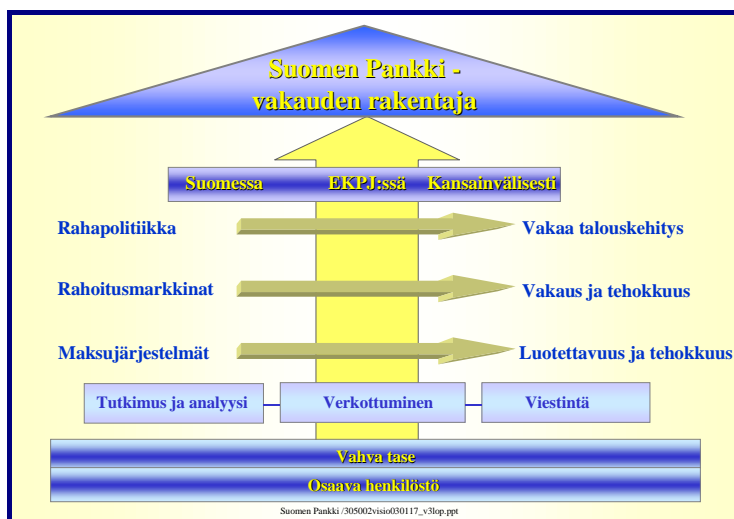 Suomen Pankki -
vakauden rakentaja
Suomessa EKPJ:ssä Kansainvälisesti
Rahapolitiikka Vakaa talouskehitys
Rahoitusmarkkinat Vakaus ja tehokkuus
Maksujärjestelmät Luotettavuus ja tehokkuus
Tutkimus ja analyysi Verkottuminen Viestintä
Vahva tase
Osaava henkilöstö
Suomen Pankki /305002visio030117_v3lop.ppt